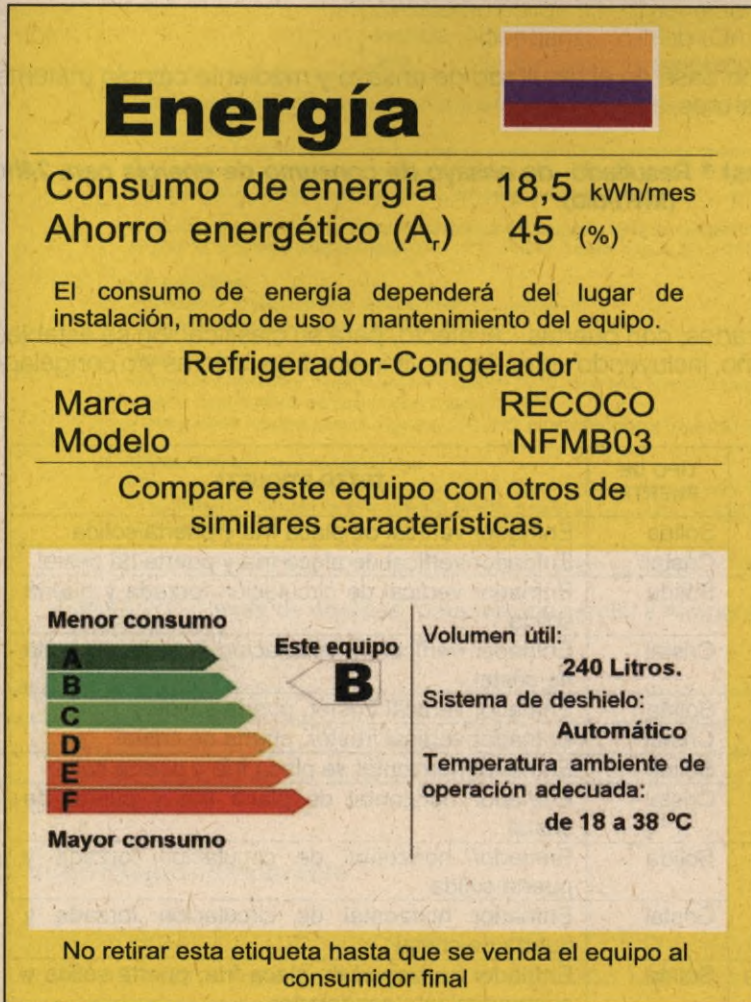 Energía
Consumo de energía 18,5 kWh/mes
Ahorro energético (Ar) 45 (%)
El consumo de energía dependerá del lugar de
instalación, modo de uso y mantenimiento del equipo.
Refrigerador-Congelador
Marca RECOCO
Modelo NFMB03
Compare este equipo con otros de
similares características.
Menor consumo
A
B
C
D
E
F
Mayor consumo
Este equipo
B
Volumen útil:
240 Litros.
Sistema de deshielo:
Automático
Temperatura ambiente de
operación adecuada:
de 18 a 38 ºC
No retirar esta etiqueta hasta que se venda el equipo al
consumidor final